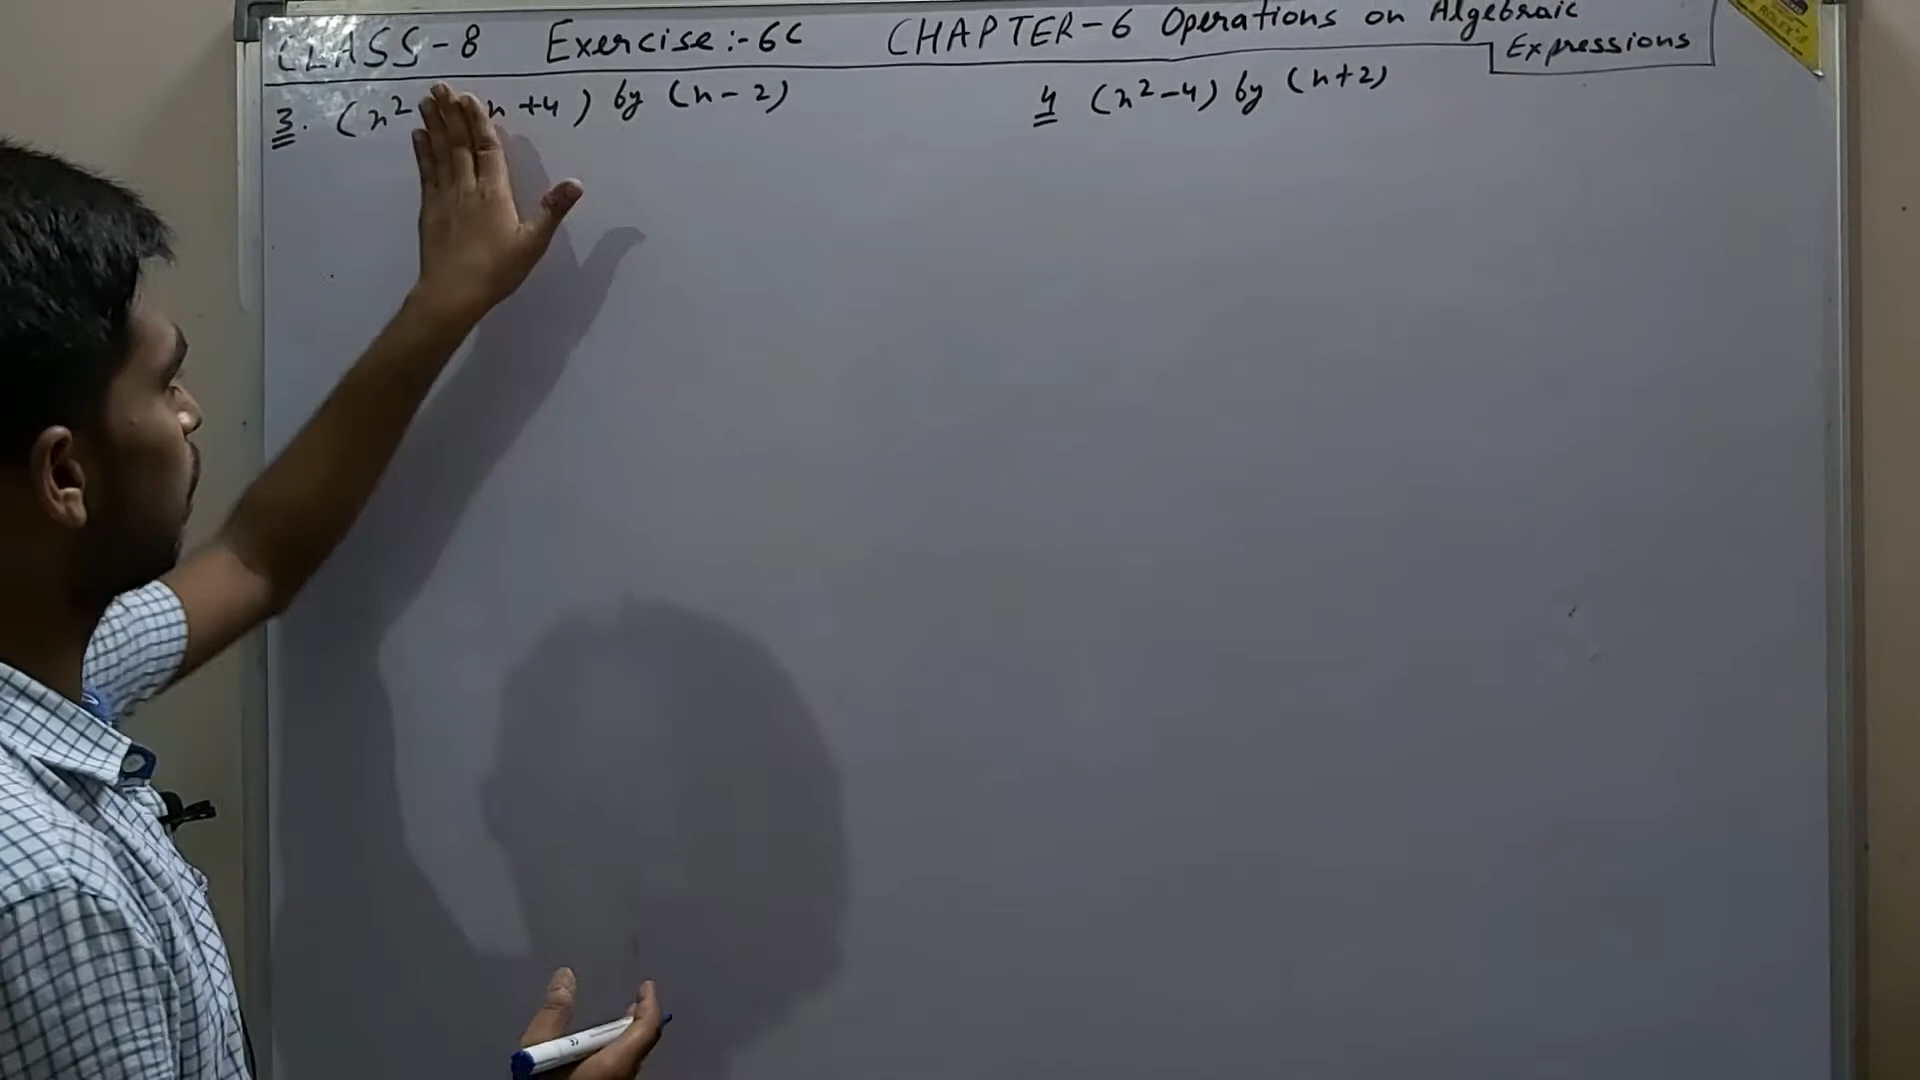 CLASS-8 Exercise:-6C CHAPTER-6 Operations on Algebraic
Expressions
3. (x² x+4) by (x-2)
4 (x²-4) by (x+2)